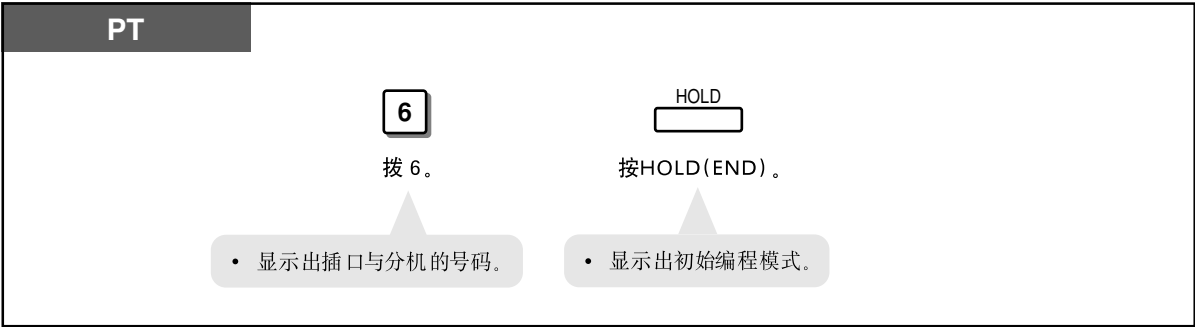 PT
6
HOLD
拨 6。
按HOLD(END)。
• 显示出插口与分机的号码。
• 显示出初始编程模式。